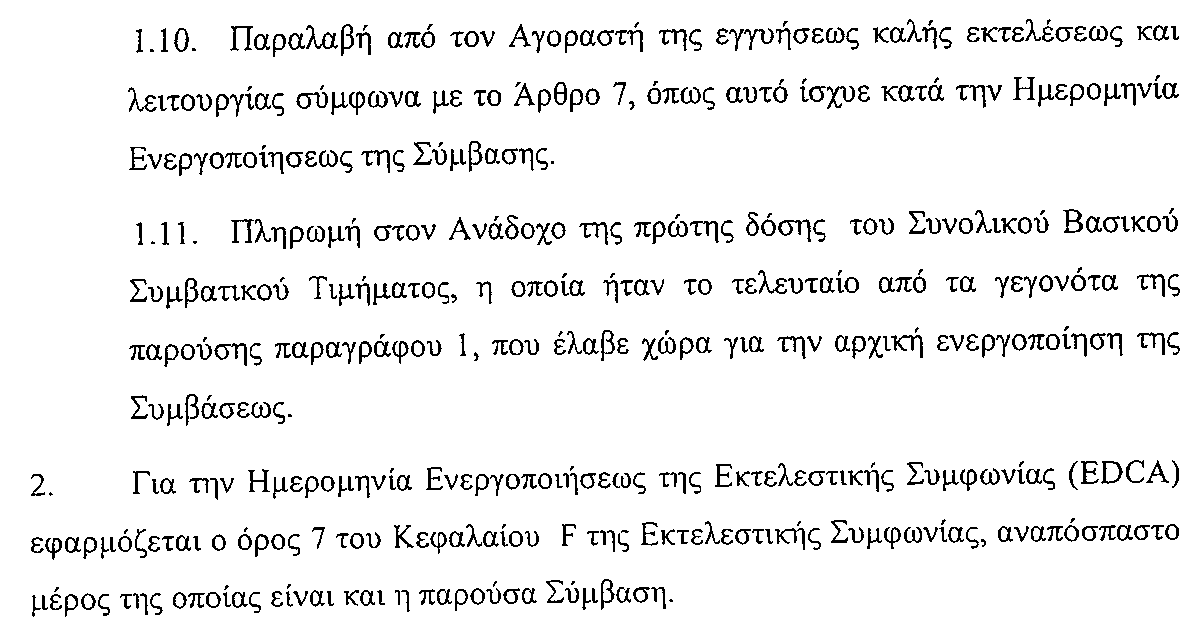 1.10. Παραλαβή από τον Αγοραστή της εγγυήσεως καλής εκτελέσεως και
λειτουργίας σύμφωνα με το Άρθρο 7, όπως αυτό ίσχυε κατά την Ημερομηνία
Ενεργοποίησεως της Σύμβασης.
1.11. Πληρωμή στον Ανάδοχο της πρώτης δόσης του Συνολικού Βασικού
Συμβατικού Τιμήματος, η οποία ήταν το τελευταίο από τα γεγονότα της
παρούσης παραγράφου 1, που έλαβε χώρα για την αρχική ενεργοποίηση της
Συμβάσεως.
2. Για την Ημερομηνία Ενεργοποιήσεως της Εκτελεστικής Συμφωνίας (EDCA)
εφαρμόζεται ο όρος 7 του Κεφαλαίου F της Εκτελεστικής Συμφωνίας, αναπόσπαστο
μέρος της οποίας είναι και η παρούσα Σύμβαση.